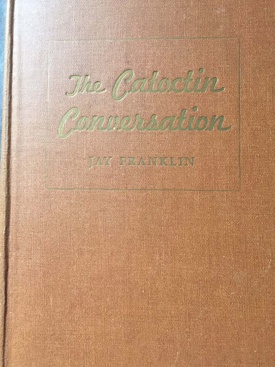 The Catoctin
Conversation
JAY FRANKLIN